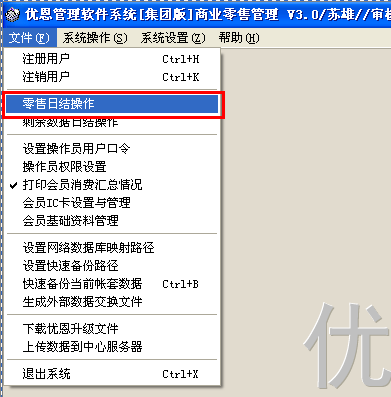 优恩管理软件系统[集团版]商业零售管理 V3.0/苏雄//审核
文件(F) 系统操作(S) 系统设置(Z) 帮助(H)
注册用户 Ctrl+H
注销用户 Ctrl+K
零售日结操作
剩余数据日结操作
设置操作员用户口令
操作员权限设置
✓打印会员消费汇总情况
会员IC卡设置与管理
会员基础资料管理
设置网络数据库映射路径
设置快速备份路径
快速备份当前帐套数据 Ctrl+B
生成外部数据交换文件
下载优恩升级文件
上传数据到中心服务器
退出系统 Ctrl+X
优